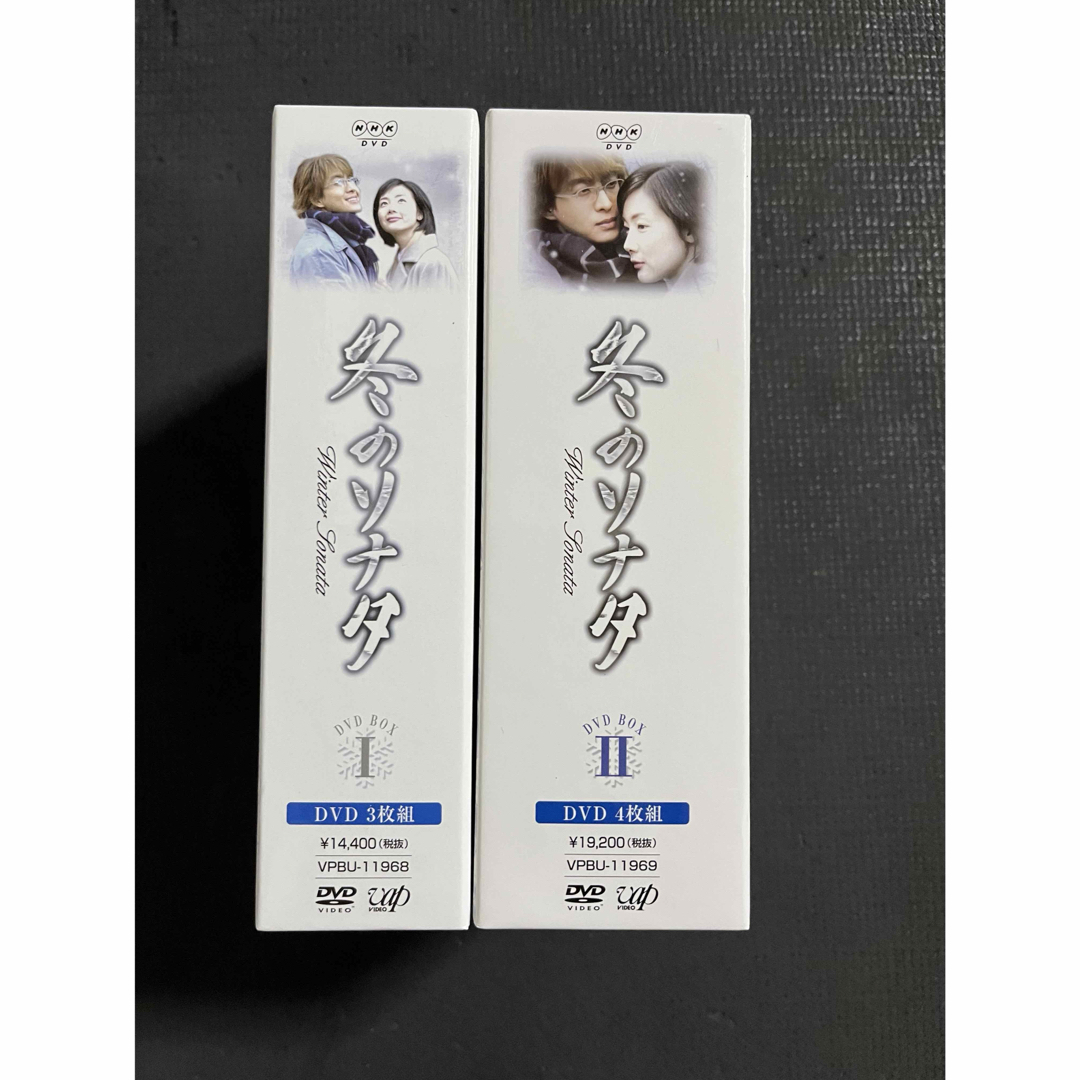 NHK
DVD
冬のソナタ
Winter Sonata
DVD BOX
I
DVD 3枚組
¥14,400(税抜)
VPBU-11968
DVD
VIDEO
vap
VIDEO
NHK
DVD
冬のソナタ
Winter Sonata
DVD BOX
II
DVD 4枚組
¥19,200(税抜)
VPBU-11969
DVD
VIDEO
vap
VIDEO